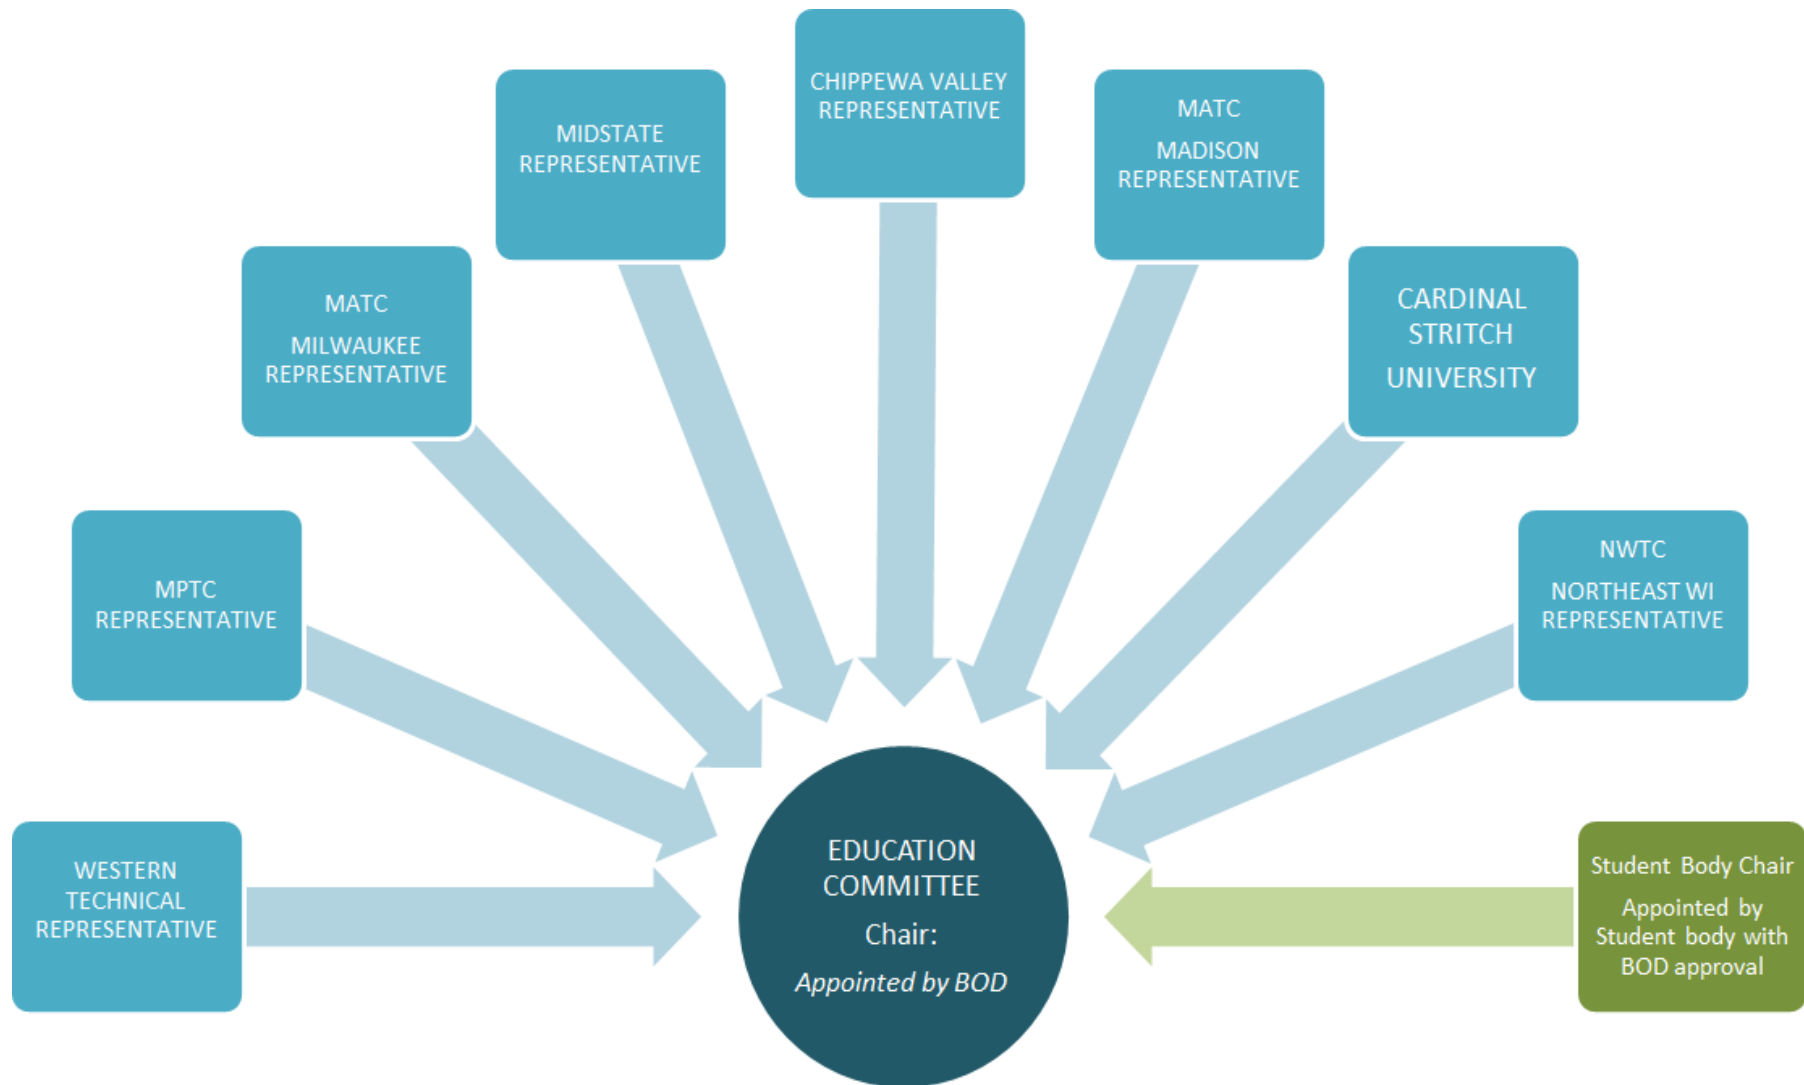 CHIPPEWA VALLEY
REPRESENTATIVE
MIDSTATE
REPRESENTATIVE
MATC
MADISON
REPRESENTATIVE
MATC
MILWAUKEE
REPRESENTATIVE
CARDINAL
STRITCH
UNIVERSITY
MPTC
REPRESENTATIVE
NWTC
NORTHEAST WI
REPRESENTATIVE
WESTERN
TECHNICAL
REPRESENTATIVE
EDUCATION
COMMITTEE
Chair:
Appointed by BOD
Student Body Chair
Appointed by
Student body with
BOD approval